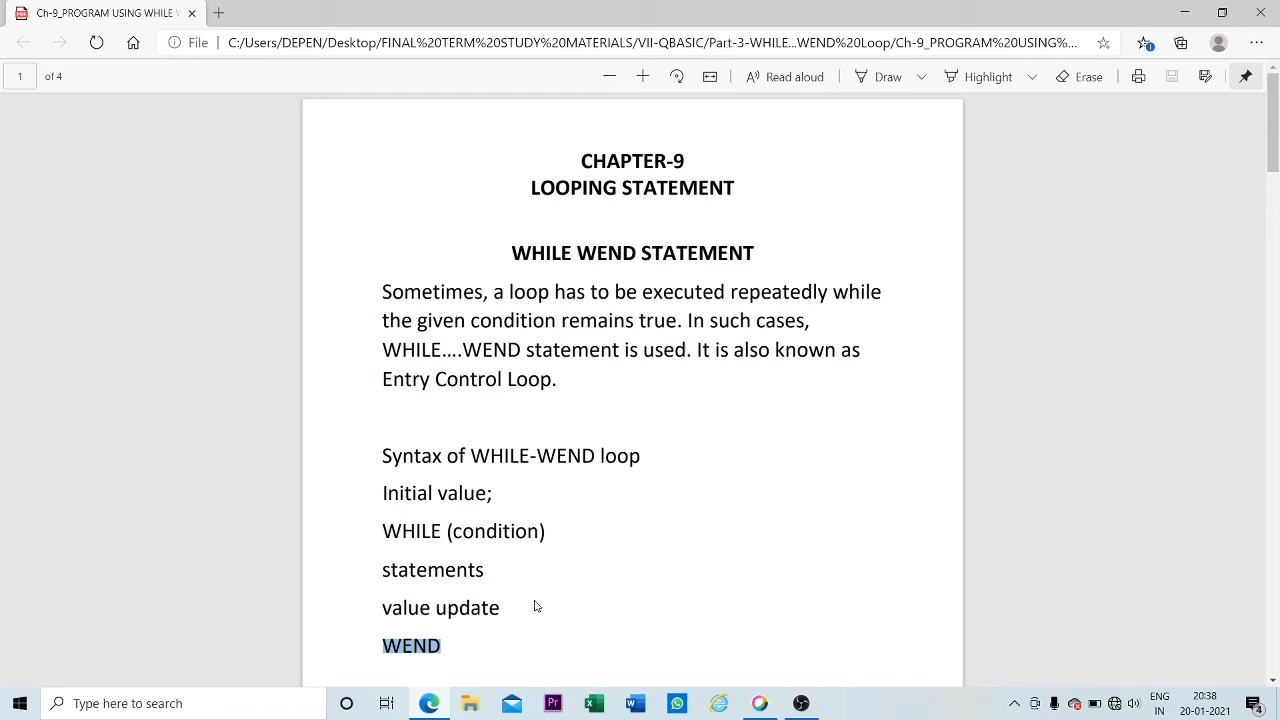 Ch-9_PROGRAM USING WHILE W
File
C:/Users/DEPEN/Desktop/FINAL%20TERM%20STUDY%20MATERIALS/VII-QBASIC/Part-3-WHILE...WEND%20Loop/Ch-9_PROGRAM%20USING%...
1 of 4
Read aloud
Draw
Highlight
Erase
CHAPTER-9
LOOPING STATEMENT
WHILE WEND STATEMENT
Sometimes, a loop has to be executed repeatedly while
the given condition remains true. In such cases,
WHILE....WEND statement is used. It is also known as
Entry Control Loop.
Syntax of WHILE-WEND loop
Initial value;
WHILE (condition)
statements
value update
WEND
Type here to search
Pr
ENG
IN
20:38
20-01-2021
4